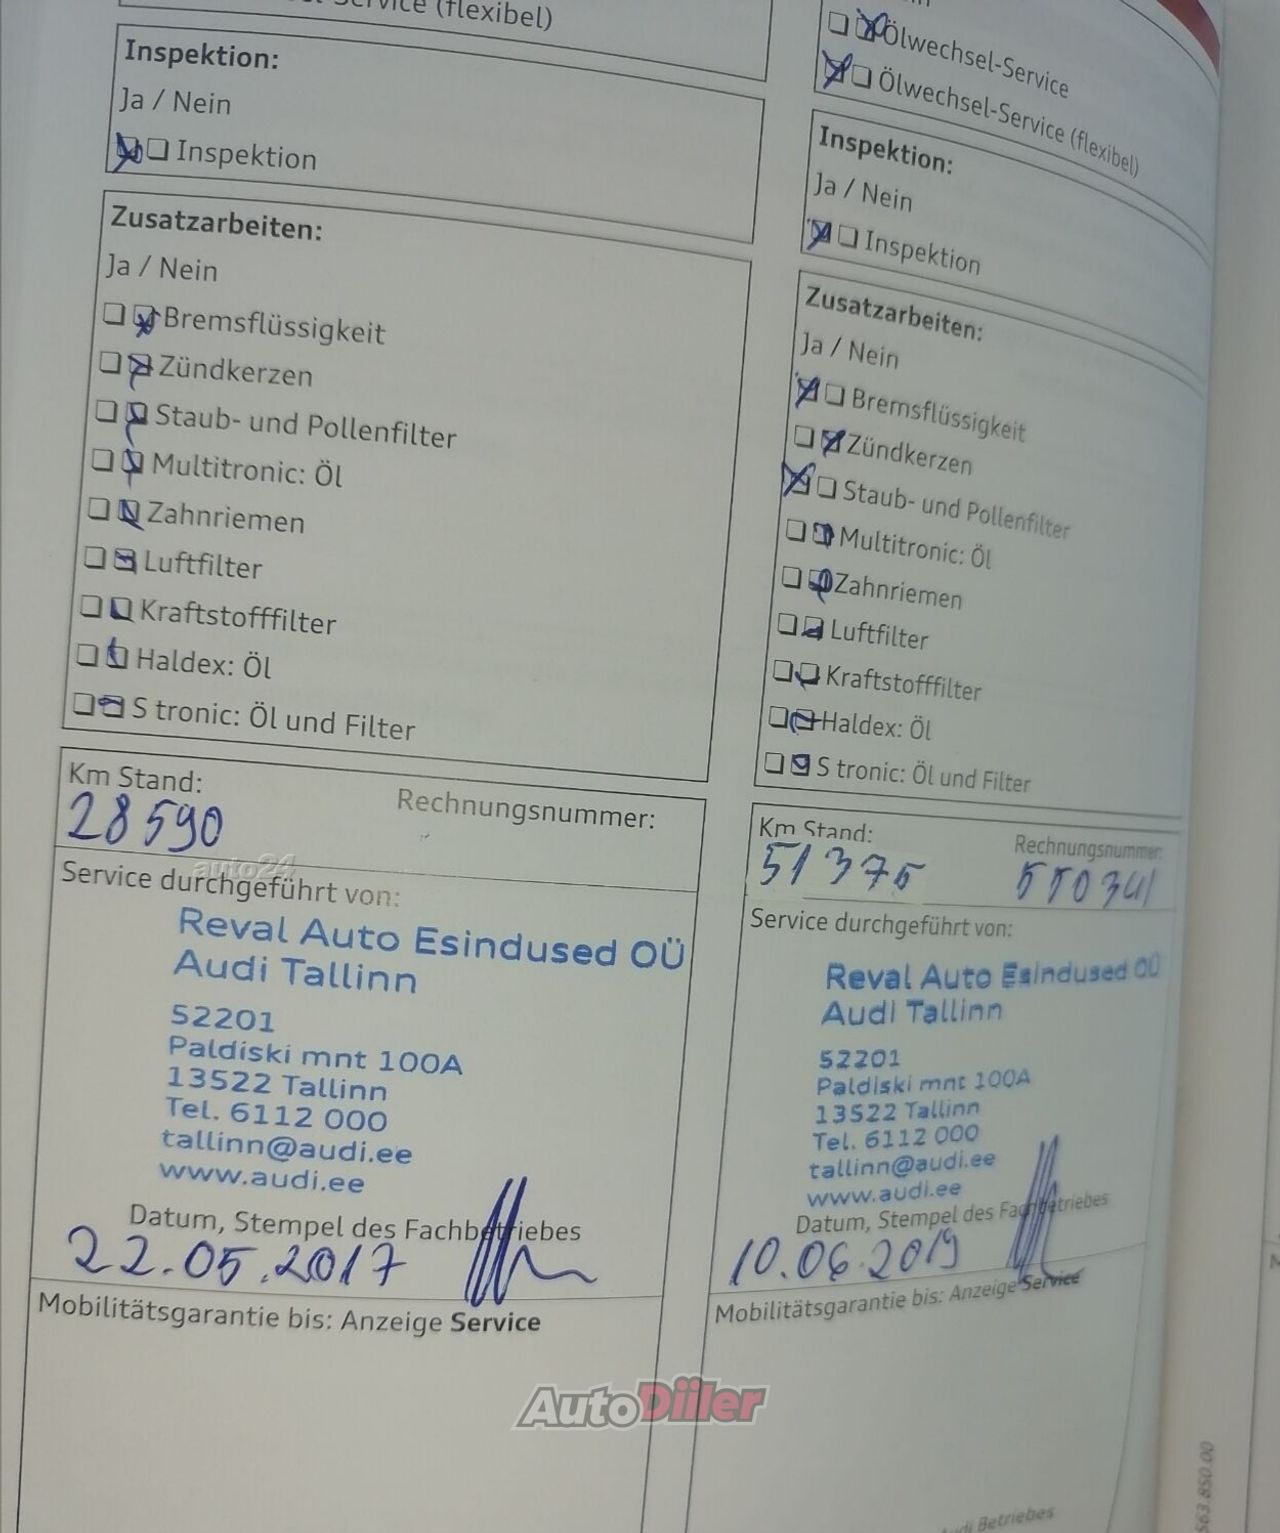 Service (flexibel)
Inspektion:
Ja / Nein
Inspektion
Zusatzarbeiten:
Ja / Nein
Bremsflüssigkeit
Zündkerzen
Staub- und Pollenfilter
Multitronic: Öl
Zahnriemen
Luftfilter
Kraftstofffilter
Haldex: Öl
S tronic: Öl und Filter
Km Stand:
Rechnungsnummer:
28590
auto24
Service durchgeführt von:
Reval Auto Esindused OÜ
Audi Tallinn
52201
Paldiski mnt 100A
13522 Tallinn
Tel. 6112 000
tallinn@audi.ee
www.audi.ee
Datum, Stempel des Fachbetriebes
22.05.2017
Mobilitätsgarantie bis: Anzeige Service
Ölwechsel-Service
Ölwechsel-Service (flexibel)
Inspektion:
Ja / Nein
Inspektion
Zusatzarbeiten:
Ja / Nein
Bremsflüssigkeit
Zündkerzen
Staub- und Pollenfilter
Multitronic: Öl
Zahnriemen
Luftfilter
Kraftstofffilter
Haldex: Öl
S tronic: Öl und Filter
Km Stand:
Rechnungsnummer:
51375
Service durchgeführt von:
Reval Auto Esindused OÜ
Audi Tallinn
52201
Paldiski mnt 100A
13522 Tallinn
Tel. 6112 000
tallinn@audi.ee
www.audi.ee
Datum, Stempel des Fachbetriebes
10.06.2019
Mobilitätsgarantie bis: Anzeige Service
AutoDiiler
Betriebes
563.850.00